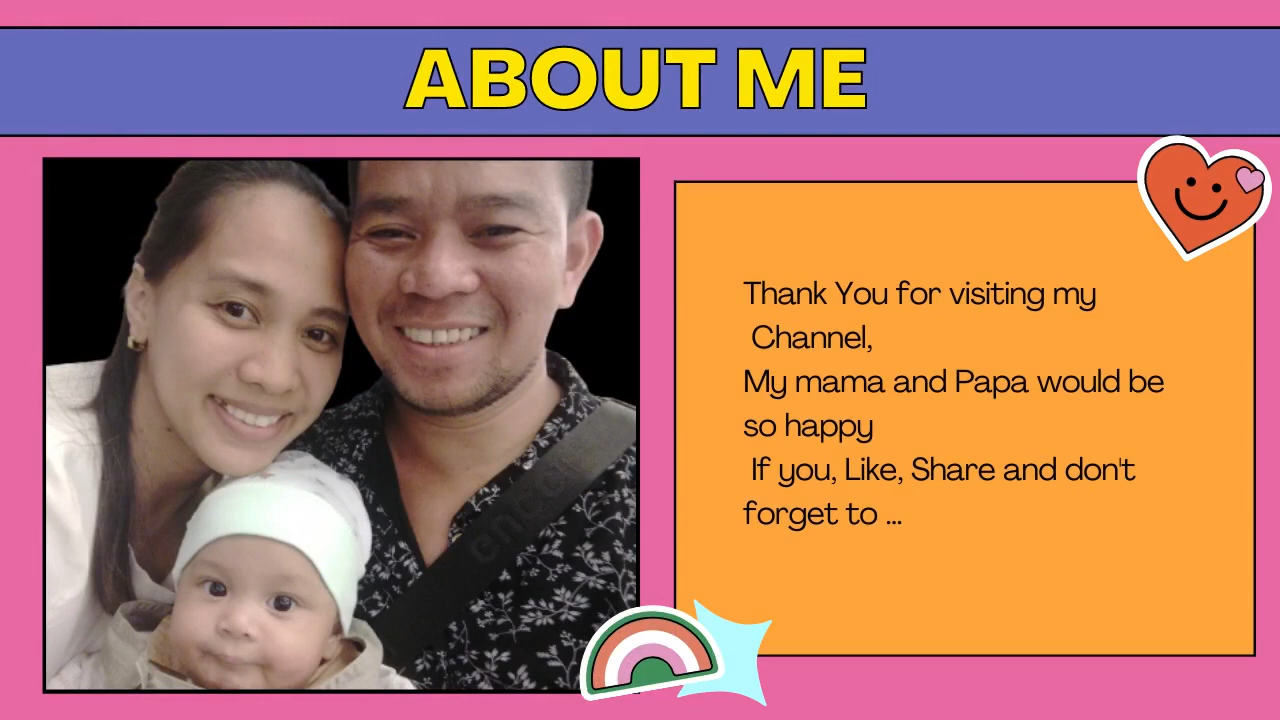 ABOUT ME
Thank You for visiting my
Channel,
My mama and Papa would be
so happy
If you, Like, Share and don't
forget to ...